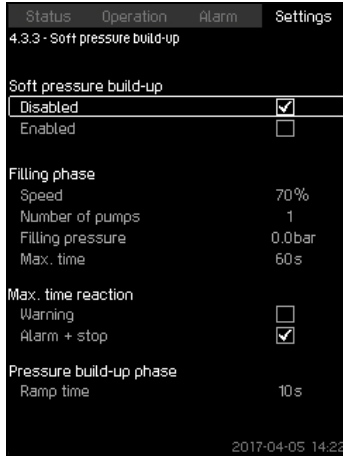 Status Operation Alarm Settings
4.3.3 - Soft pressure build-up
Soft pressure build-up
Disabled
Enabled
Filling phase
Speed 70%
Number of pumps 1
Filling pressure 0.0bar
Max. time 60s
Max. time reaction
Warning
Alarm + stop
Pressure build-up phase
Ramp time 10s
2017-04-05 14:22